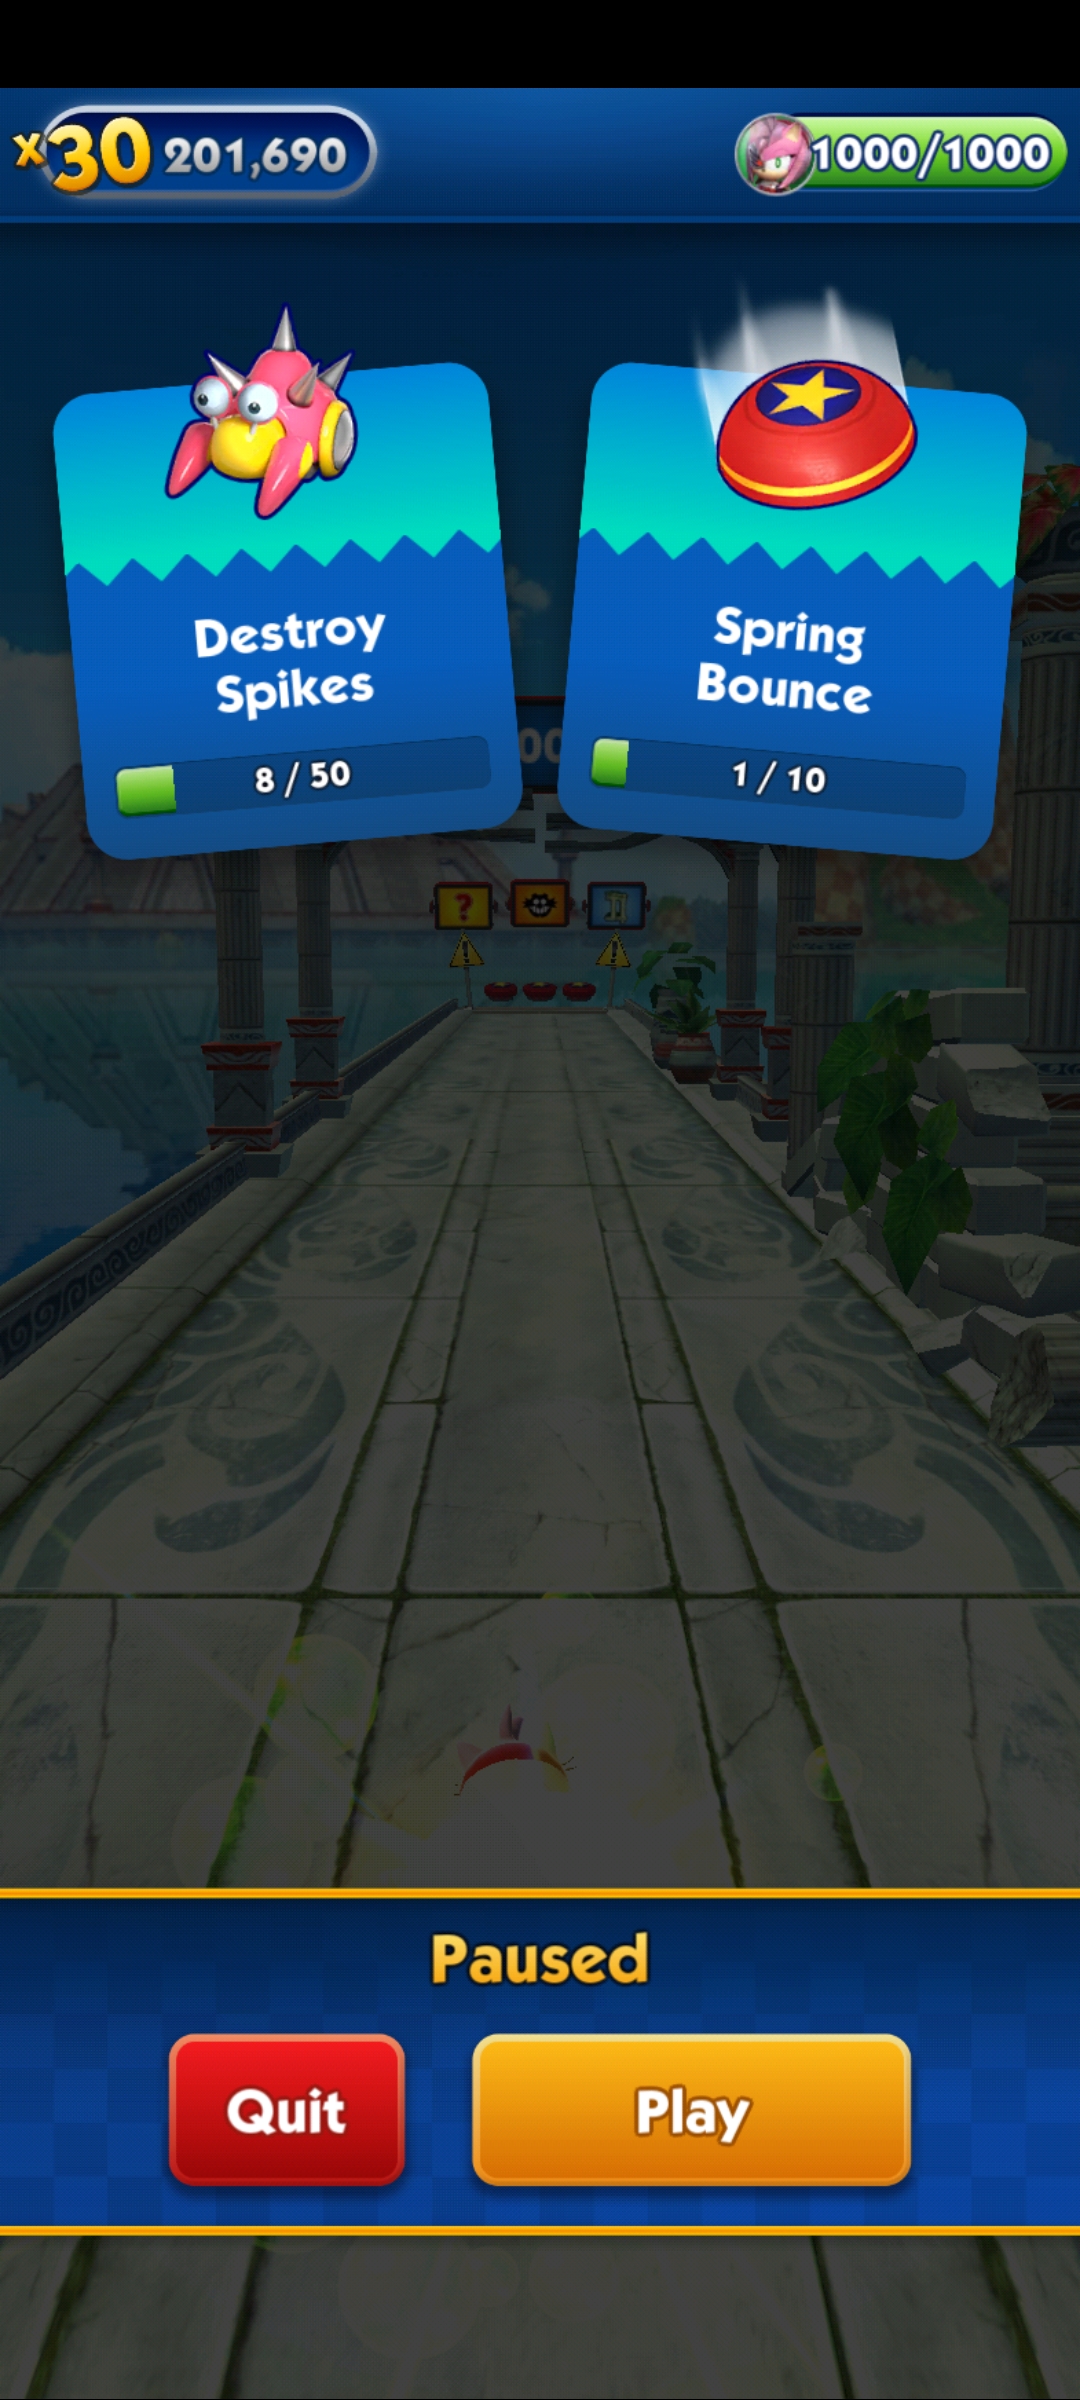 x30 201,690
1000/1000
Destroy
Spikes
8 / 50
Spring
Bounce
1 / 10
?
!
!
Paused
Quit
Play